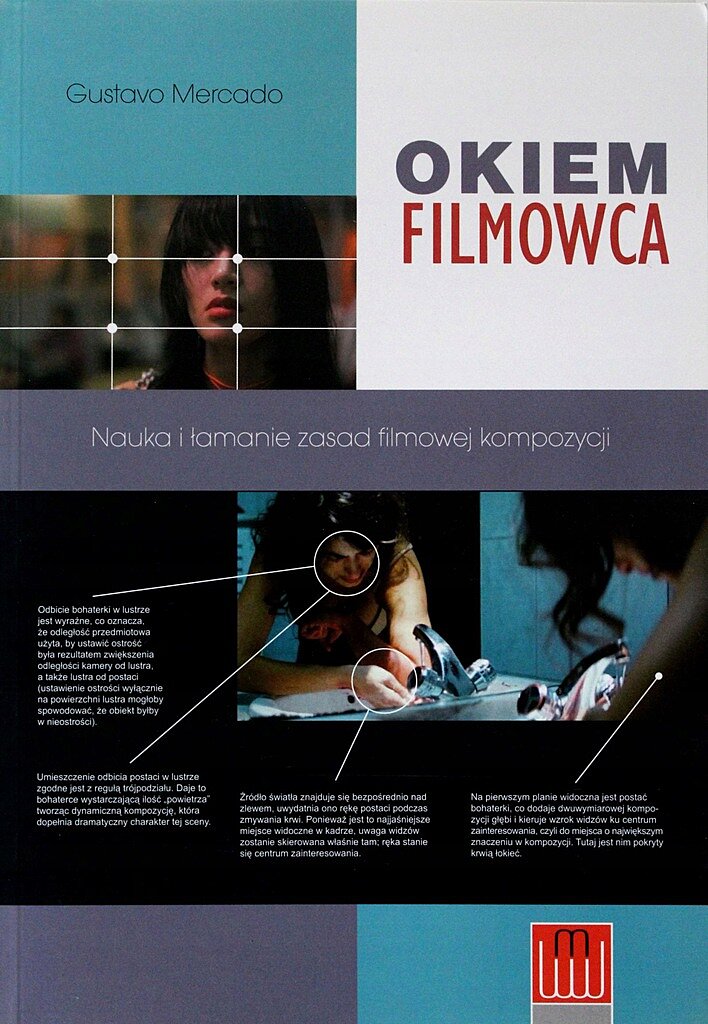 Gustavo Mercado
OKIEM
FILMOWCA
Nauka i łamanie zasad filmowej kompozycji
Odbicie bohaterki w lustrze
jest wyraźne, co oznacza,
że odległość przedmiotowa
użyta, by ustawić ostrość
była rezultatem zwiększenia
odległości kamery od lustra,
a także lustra od postaci
(ustawienie ostrości wyłącznie
na powierzchni lustra mogłoby
spowodować, że obiekt byłby
w nieostrości).
Umieszczenie odbicia postaci w lustrze
zgodne jest z regułą trójpodziału. Daje to
bohaterce wystarczającą ilość „powietrza”
tworząc dynamiczną kompozycję, która
dopełnia dramatyczny charakter tej sceny.
Źródło światła znajduje się bezpośrednio nad
zlewem, uwydatnia ono rękę postaci podczas
zmywania krwi. Ponieważ jest to najjaśniejsze
miejsce widoczne w kadrze, uwaga widzów
zostanie skierowana właśnie tam; ręka stanie
się centrum zainteresowania.
Na pierwszym planie widoczna jest postać
bohaterki, co dodaje dwuwymiarowej kompo-
zycji głębi i kieruje wzrok widzów ku centrum
zainteresowania, czyli do miejsca o największym
znaczeniu w kompozycji. Tutaj jest nim pokryty
krwią łokieć.